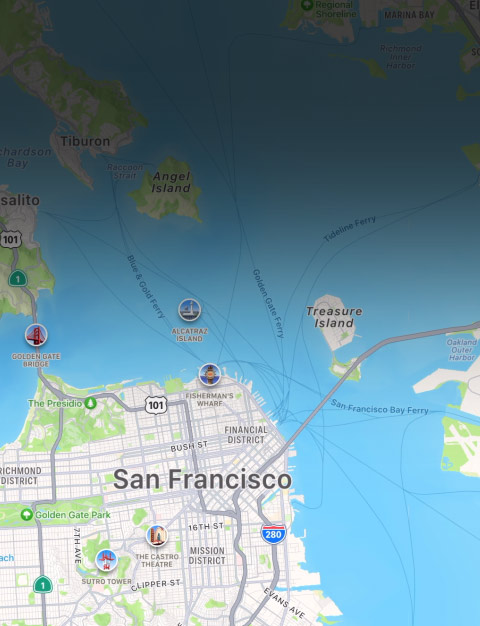 Regional
Shoreline
MARINA BAY
Richmond
Inner
Harbor
Tiburon
Bay
Raccoon
Strait
Angel
Island
salito
101
1
Tideline Ferry
Blue & Gold Ferry
Golden Gate Ferry
ALCATRAZ
ISLAND
Treasure
Island
GOLDEN GATE
BRIDGE
Oakland
Outer
Harbor
FISHERMAN'S
WHARF
The Presidio
101
San Francisco Bay Ferry
FINANCIAL
DISTRICT
BUSH ST
RICHMOND
DISTRICT
San Francisco
Golden Gate Park
16TH ST
7TH AVE
280
THE CASTRO
THEATRE
MISSION
DISTRICT
SUTRO TOWER
CLIPPER ST
1
EVANS AVE